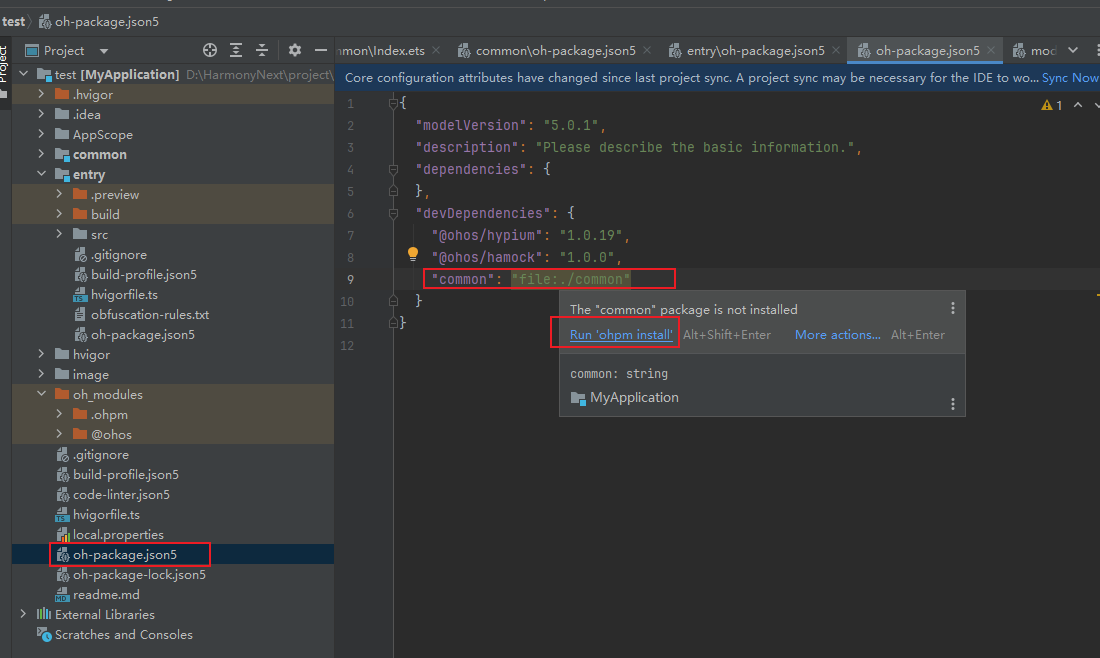 test
oh-package.json5
Project
Project
mmon\Index.ets
common\oh-package.json5
entry\oh-package.json5
oh-package.json5
mod
test [MyApplication] D:\HarmonyNext\project\
.hvigor
.idea
AppScope
common
entry
.preview
build
src
.gitignore
build-profile.json5
hvigorfile.ts
obfuscation-rules.txt
oh-package.json5
hvigor
image
oh_modules
.ohpm
@ohos
.gitignore
build-profile.json5
code-linter.json5
hvigorfile.ts
local.properties
oh-package.json5
oh-package-lock.json5
readme.md
External Libraries
Scratches and Consoles
Core configuration attributes have changed since last project sync. A project sync may be necessary for the IDE to wo... Sync Now
1 {
1
2 "modelVersion": "5.0.1",
3 "description": "Please describe the basic information.",
4 "dependencies": {
5 },
6 "devDependencies": {
7 "@ohos/hypium": "1.0.19",
8 "@ohos/hamock": "1.0.0",
9 "common": "file:./common"
10 }
11 }
12
The "common" package is not installed
Run 'ohpm install' Alt+Shift+Enter More actions... Alt+Enter
common: string
MyApplication